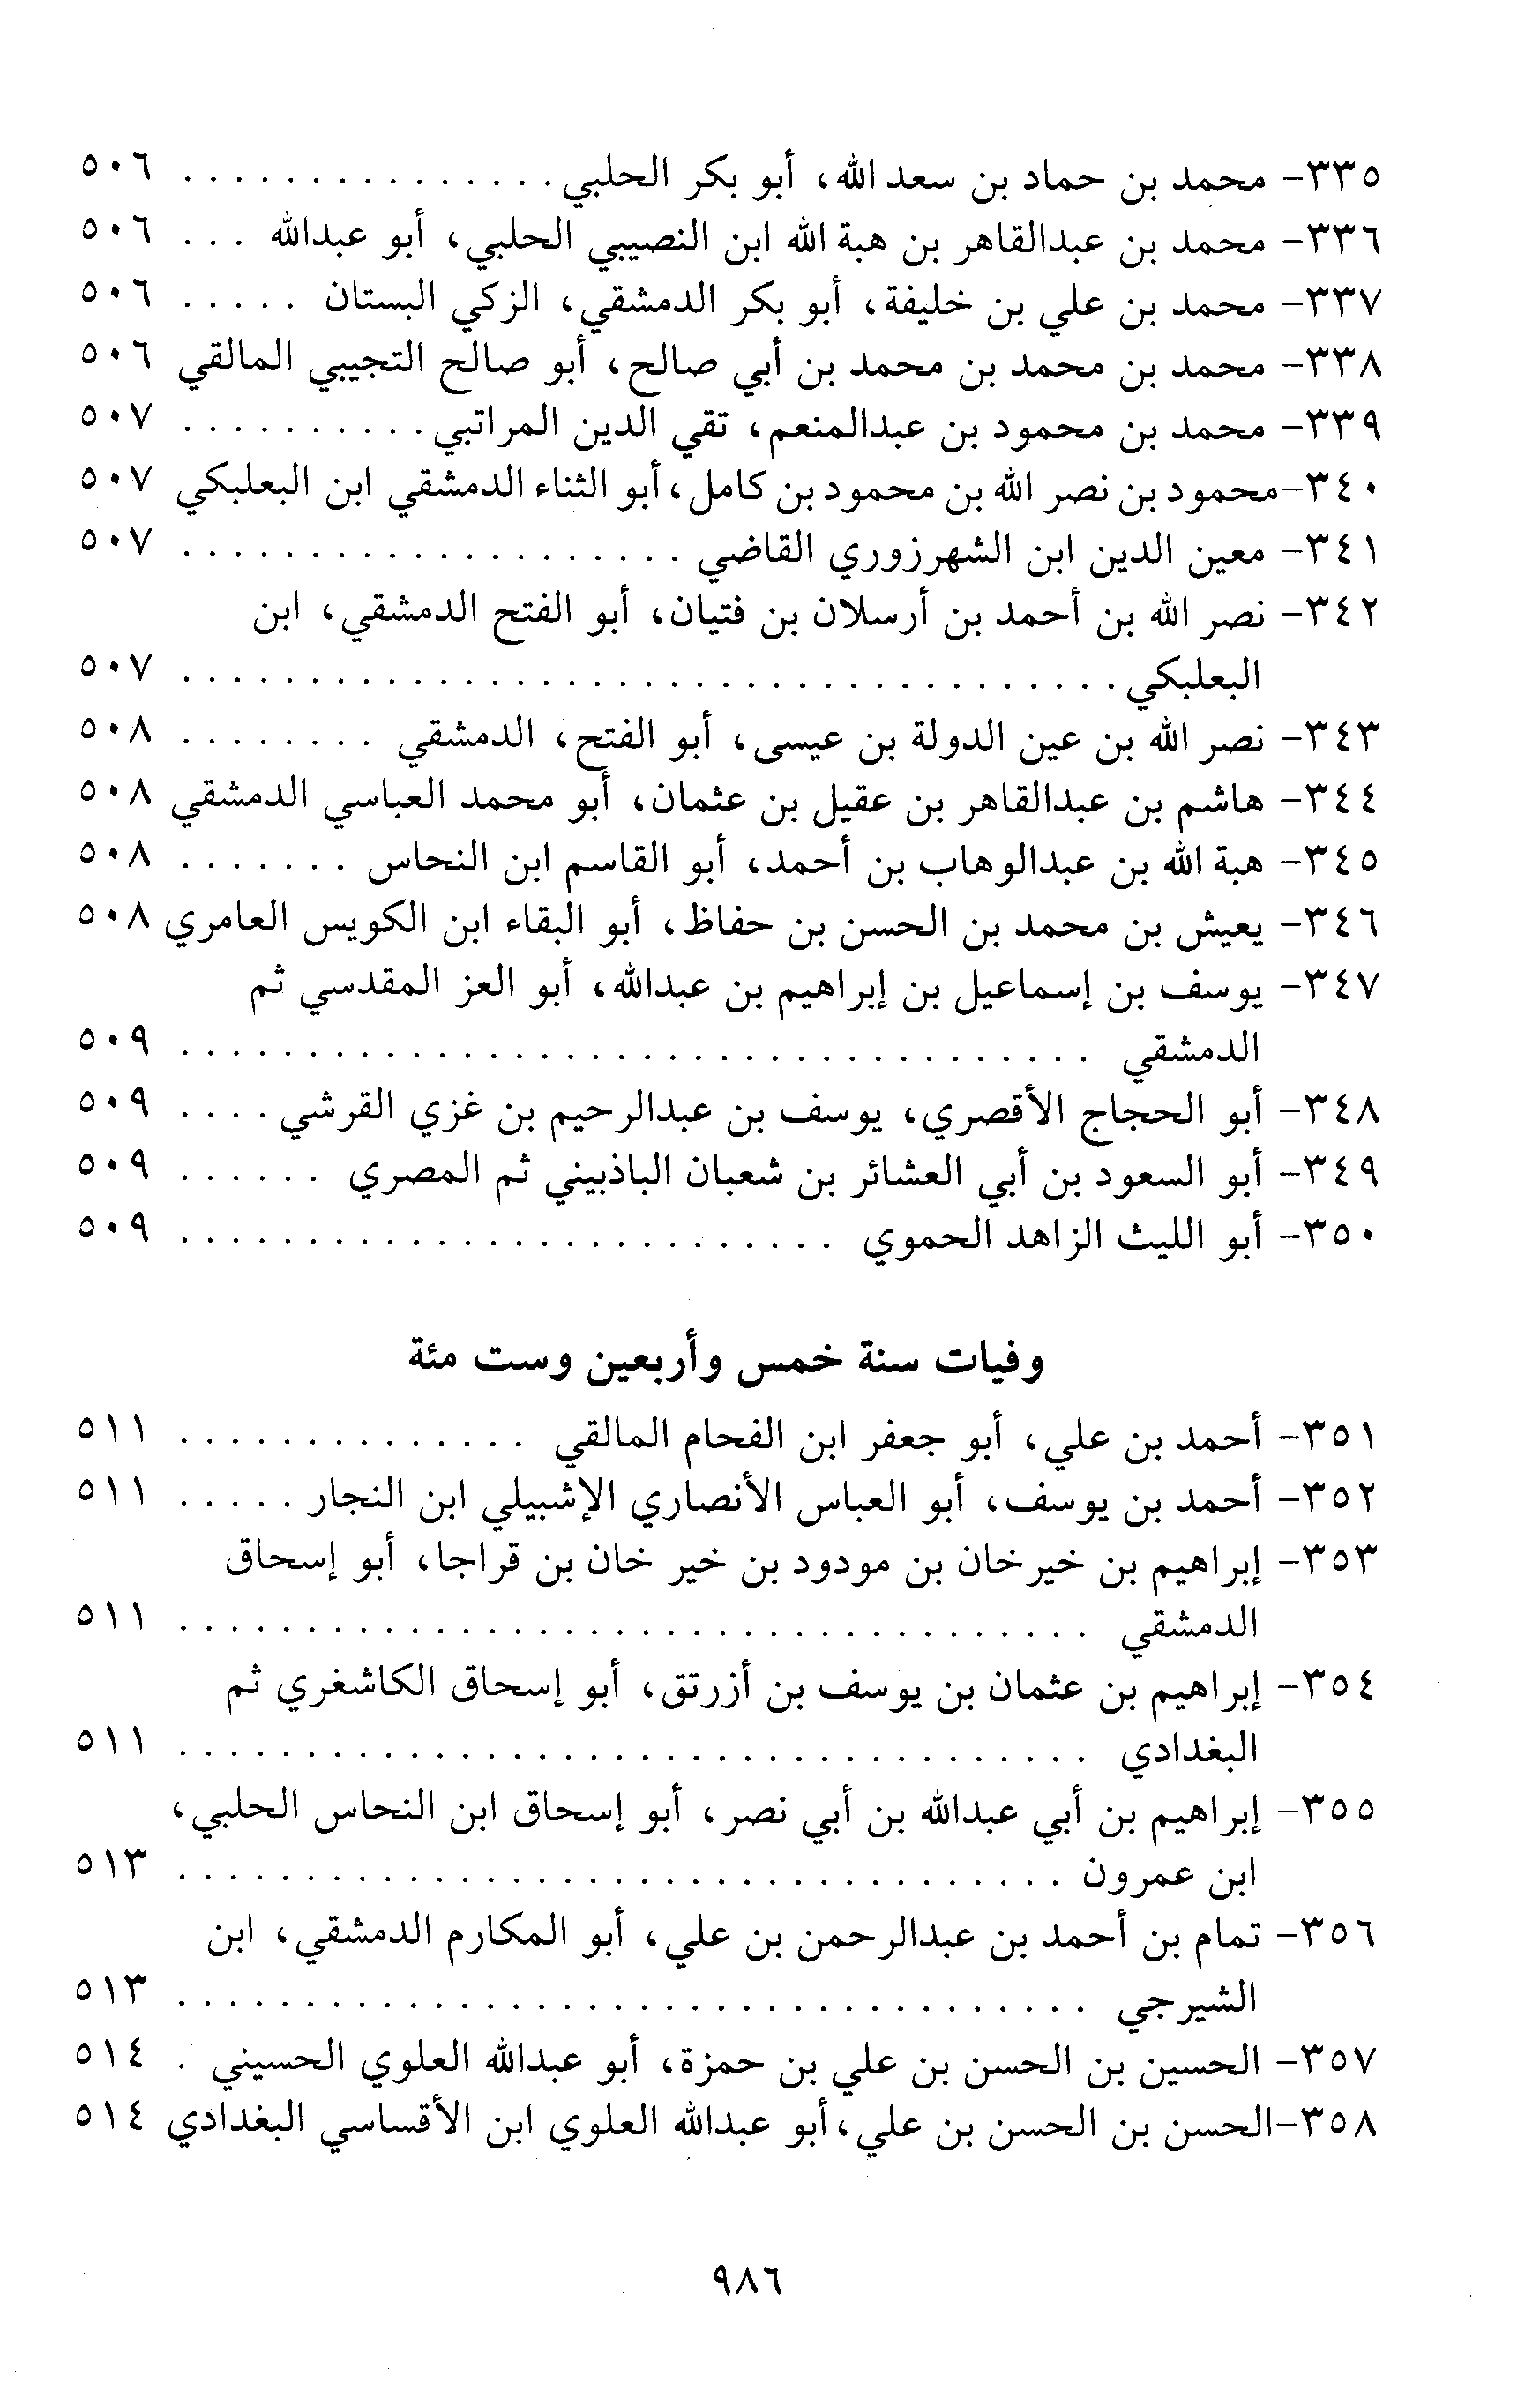 ٣٣٥- محمد بن حماد بن سعد الله، أبو بكر الحلبي . . . . . . . . . . . . . . . ٥٠٦
٣٣٦- محمد بن عبدالقاهر بن هبة الله ابن النصيبي الحلبي، أبو عبدالله . . . ٥٠٦
٣٣٧- محمد بن علي بن خليفة، أبو بكر الدمشقي، الزكي البستان . . . . . ٥٠٦
٣٣٨- محمد بن محمد بن محمد بن أبي صالح، أبو صالح التجيبي المالقي ٥٠٦
٣٣٩- محمد بن محمود بن عبدالمنعم، تقي الدين المراتبي . . . . . . . . . . ٥٠٧
٣٤٠- محمود بن نصر الله بن محمود بن كامل، أبو الثناء الدمشقي ابن البعلبكي ٥٠٧
٣٤١- معين الدين ابن الشهرزوري القاضي . . . . . . . . . . . . . . . . . . . . ٥٠٧
٣٤٢- نصر الله بن أحمد بن أرسلان بن فتيان، أبو الفتح الدمشقي، ابن
البعلبكي . . . . . . . . . . . . . . . . . . . . . . . . . . . . . . . . . . . . . ٥٠٧
٣٤٣- نصر الله بن عين الدولة بن عيسى، أبو الفتح، الدمشقي . . . . . . . . ٥٠٨
٣٤٤- هاشم بن عبدالقاهر بن عقيل بن عثمان، أبو محمد العباسي الدمشقي ٥٠٨
٣٤٥- هبة الله بن عبدالوهاب بن أحمد، أبو القاسم ابن النحاس . . . . . . . ٥٠٨
٣٤٦- يعيش بن محمد بن الحسن بن حفاظ، أبو البقاء ابن الكويس العامري ٥٠٨
٣٤٧- يوسف بن إسماعيل بن إبراهيم بن عبدالله، أبو العز المقدسي ثم
الدمشقي . . . . . . . . . . . . . . . . . . . . . . . . . . . . . . . . . . . . ٥٠٩
٣٤٨- أبو الحجاج الأقصري، يوسف بن عبدالرحيم بن غزي القرشي . . . . ٥٠٩
٣٤٩- أبو السعود بن أبي العشائر بن شعبان الباذبيني ثم المصري . . . . . . ٥٠٩
٣٥٠- أبو الليث الزاهد الحموي . . . . . . . . . . . . . . . . . . . . . . . . . . ٥٠٩
وفيات سنة خمس وأربعين وست مئة
٣٥١- أحمد بن علي، أبو جعفر ابن الفحام المالقي . . . . . . . . . . . . . . ٥١١
٣٥٢- أحمد بن يوسف، أبو العباس الأنصاري الإشبيلي ابن النجار . . . . . ٥١١
٣٥٣- إبراهيم بن خيرخان بن مودود بن خير خان بن قراجا، أبو إسحاق
الدمشقي . . . . . . . . . . . . . . . . . . . . . . . . . . . . . . . . . . . . ٥١١
٣٥٤- إبراهيم بن عثمان بن يوسف بن أزرتق، أبو إسحاق الكاشغري ثم
البغدادي . . . . . . . . . . . . . . . . . . . . . . . . . . . . . . . . . . . . ٥١١
٣٥٥- إبراهيم بن أبي عبدالله بن أبي نصر، أبو إسحاق ابن النحاس الحلبي،
ابن عمرون . . . . . . . . . . . . . . . . . . . . . . . . . . . . . . . . . . . ٥١٣
٣٥٦- تمام بن أحمد بن عبدالرحمن بن علي، أبو المكارم الدمشقي، ابن
الشيرجي . . . . . . . . . . . . . . . . . . . . . . . . . . . . . . . . . . . . ٥١٣
٣٥٧- الحسين بن الحسن بن علي بن حمزة، أبو عبدالله العلوي الحسيني . ٥١٤
٣٥٨- الحسن بن الحسن بن علي، أبو عبدالله العلوي ابن الأقساسي البغدادي ٥١٤
٩٨٦